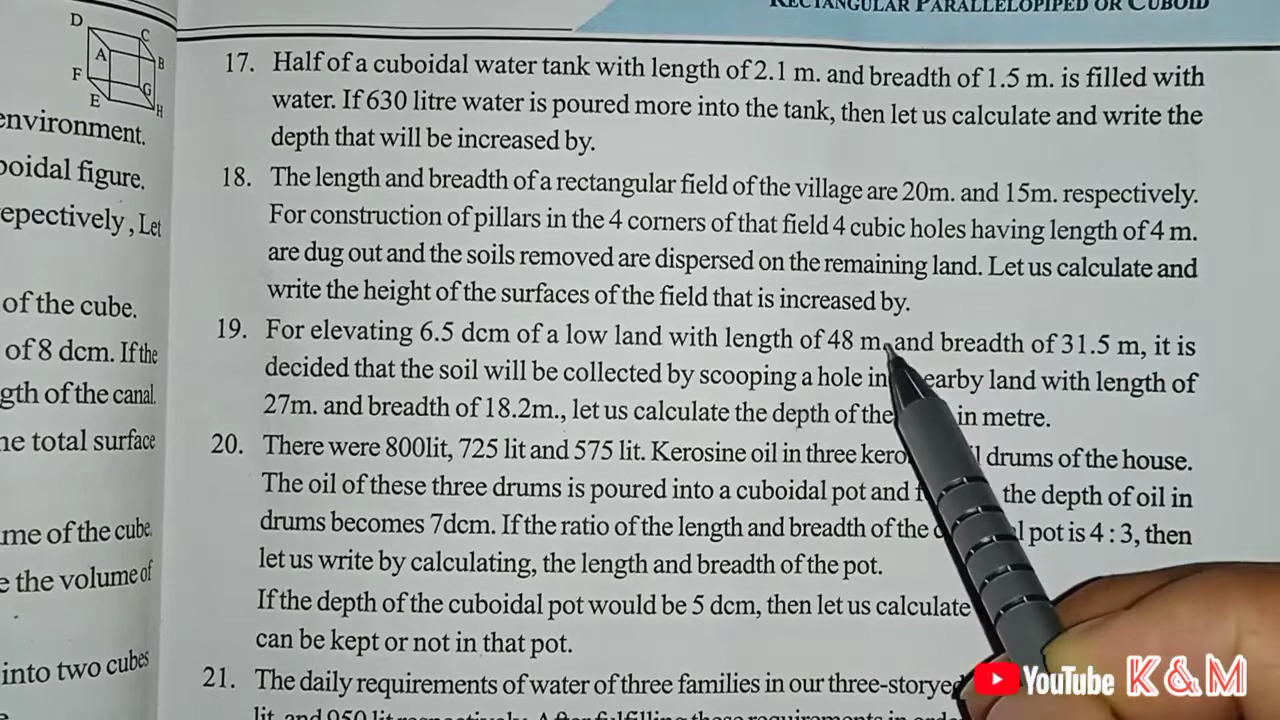 RECTANGULAR PARALLELOPIPED OR CUBOID
D
C
A
B
F
G
E
H
environment.
boidal figure.
epectively, Let
of the cube.
of 8 dcm. If the
gth of the canal.
he total surface
me of the cube.
e the volume of
into two cubes
17. Half of a cuboidal water tank with length of 2.1 m. and breadth of 1.5 m. is filled with
water. If 630 litre water is poured more into the tank, then let us calculate and write the
depth that will be increased by.
18. The length and breadth of a rectangular field of the village are 20m. and 15m. respectively.
For construction of pillars in the 4 corners of that field 4 cubic holes having length of 4 m.
are dug out and the soils removed are dispersed on the remaining land. Let us calculate and
write the height of the surfaces of the field that is increased by.
19. For elevating 6.5 dcm of a low land with length of 48 m. and breadth of 31.5 m, it is
decided that the soil will be collected by scooping a hole in earby land with length of
27m. and breadth of 18.2m., let us calculate the depth of the in metre.
20. There were 800lit, 725 lit and 575 lit. Kerosine oil in three kero drums of the house.
The oil of these three drums is poured into a cuboidal pot and the depth of oil in
drums becomes 7dcm. If the ratio of the length and breadth of the pot is 4 : 3, then
let us write by calculating, the length and breadth of the pot.
If the depth of the cuboidal pot would be 5 dcm, then let us calculate
can be kept or not in that pot.
21. The daily requirements of water of three families in our three-storye
lit. and 950 lit respectively.
YouTube K & M